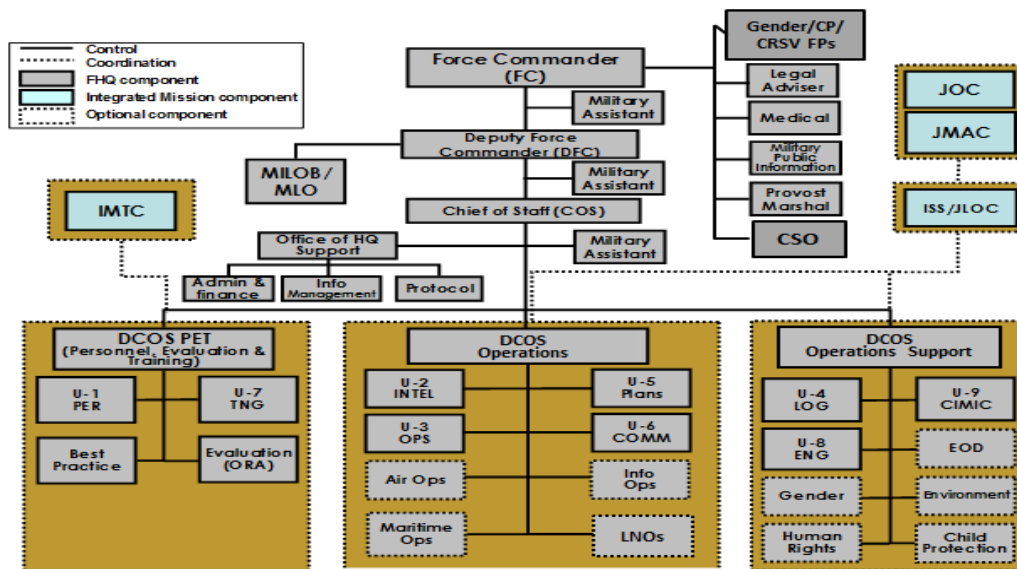 Control
Coordination
FHQ component
Integrated Mission component
Optional component
Force Commander
(FC)
Gender/CP/
CRSV FPs
Legal
Adviser
Medical
Military Public
Information
Provost
Marshal
CSO
JOC
JMAC
ISS/JLOC
Military
Assistant
Deputy Force
Commander (DFC)
MILOB /
MLO
Military
Assistant
IMTC
Chief of Staff (COS)
Office of HQ
Support
Military
Assistant
Admin &
finance
Info
Management
Protocol
DCOS PET
(Personnel, Evaluation &
Training)
U-1
PER
U-7
TNG
Best
Practice
Evaluation
(ORA)
DCOS
Operations
U-2
INTEL
U-5
Plans
U-3
OPS
U-6
COMM
Air Ops
Info
Ops
Maritime
Ops
LNOs
DCOS
Operations Support
U-4
LOG
U-9
CIMIC
U-8
ENG
EOD
Gender
Environment
Human
Rights
Child
Protection